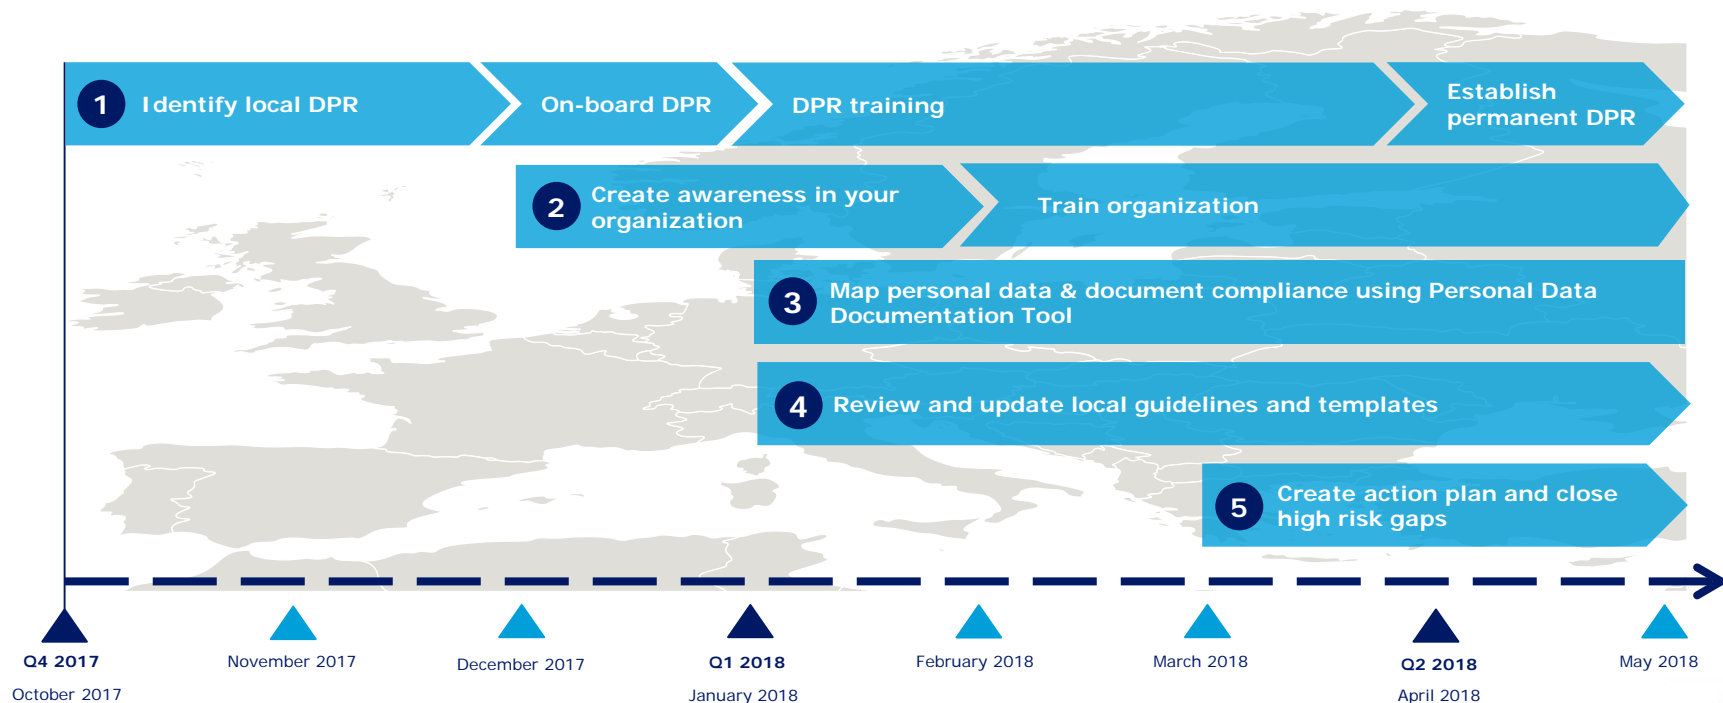 1 Identify local DPR
On-board DPR
DPR training
Establish
permanent DPR
2
Create awareness in your
organization
Train organization
3
Map personal data & document compliance using Personal Data
Documentation Tool
4 Review and update local guidelines and templates
5
Create action plan and close
high risk gaps
Q4 2017
October 2017
November 2017
December 2017
Q1 2018
January 2018
February 2018
March 2018
Q2 2018
April 2018
May 2018